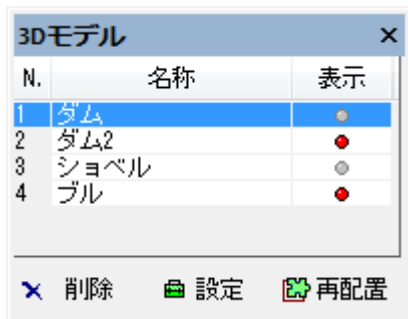 3Dモデル
N. 名称 表示
1 ダム
2 ダム2
3 ショベル
4 ブル
削除 設定 再配置